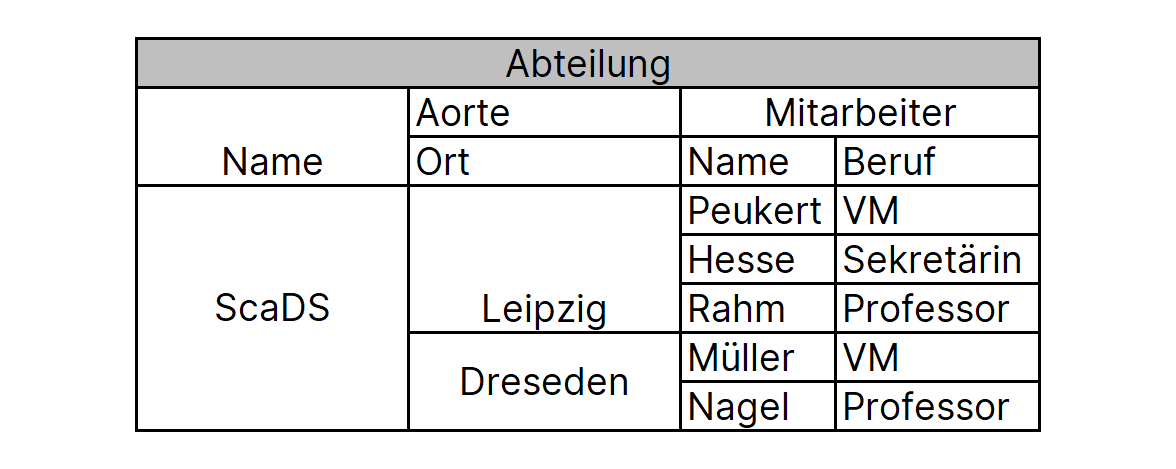 Abteilung
Aorte Mitarbeiter
Name Ort Name Beruf
Peukert VM
Hesse Sekretärin
ScaDS Leipzig Rahm Professor
Müller VM
Dreseden
Nagel Professor